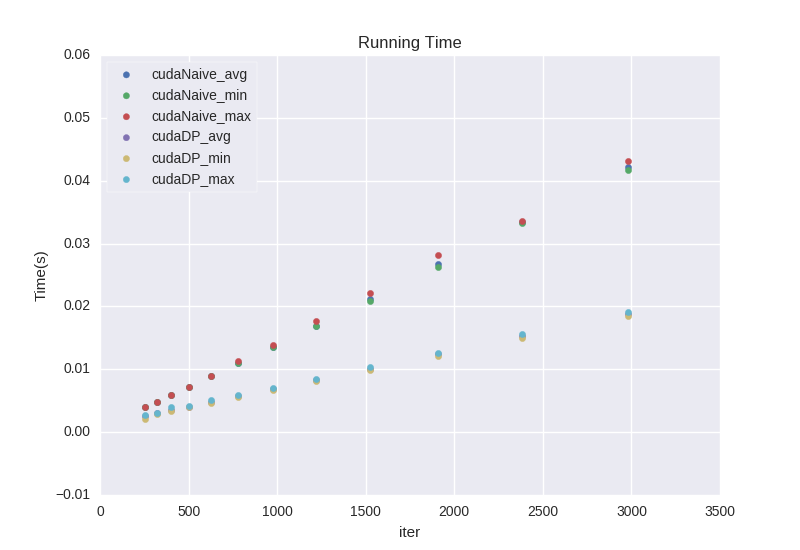 Running Time
0.06
0.05
0.04
0.03
0.02
0.01
0.00
−0.01
Time(s)
cudaNaive_avg
cudaNaive_min
cudaNaive_max
cudaDP_avg
cudaDP_min
cudaDP_max
0 500 1000 1500 2000 2500 3000 3500
iter